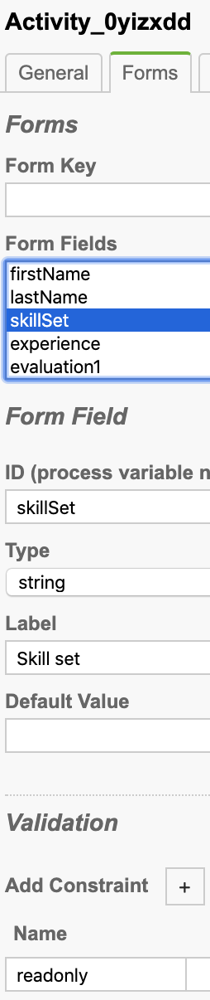 Activity_0yizxdd
General
Forms
Forms
Form Key
Form Fields
firstName
lastName
skillSet
experience
evaluation1
Form Field
ID (process variable n
skillSet
Type
string
Label
Skill set
Default Value
Validation
Add Constraint +
Name
readonly